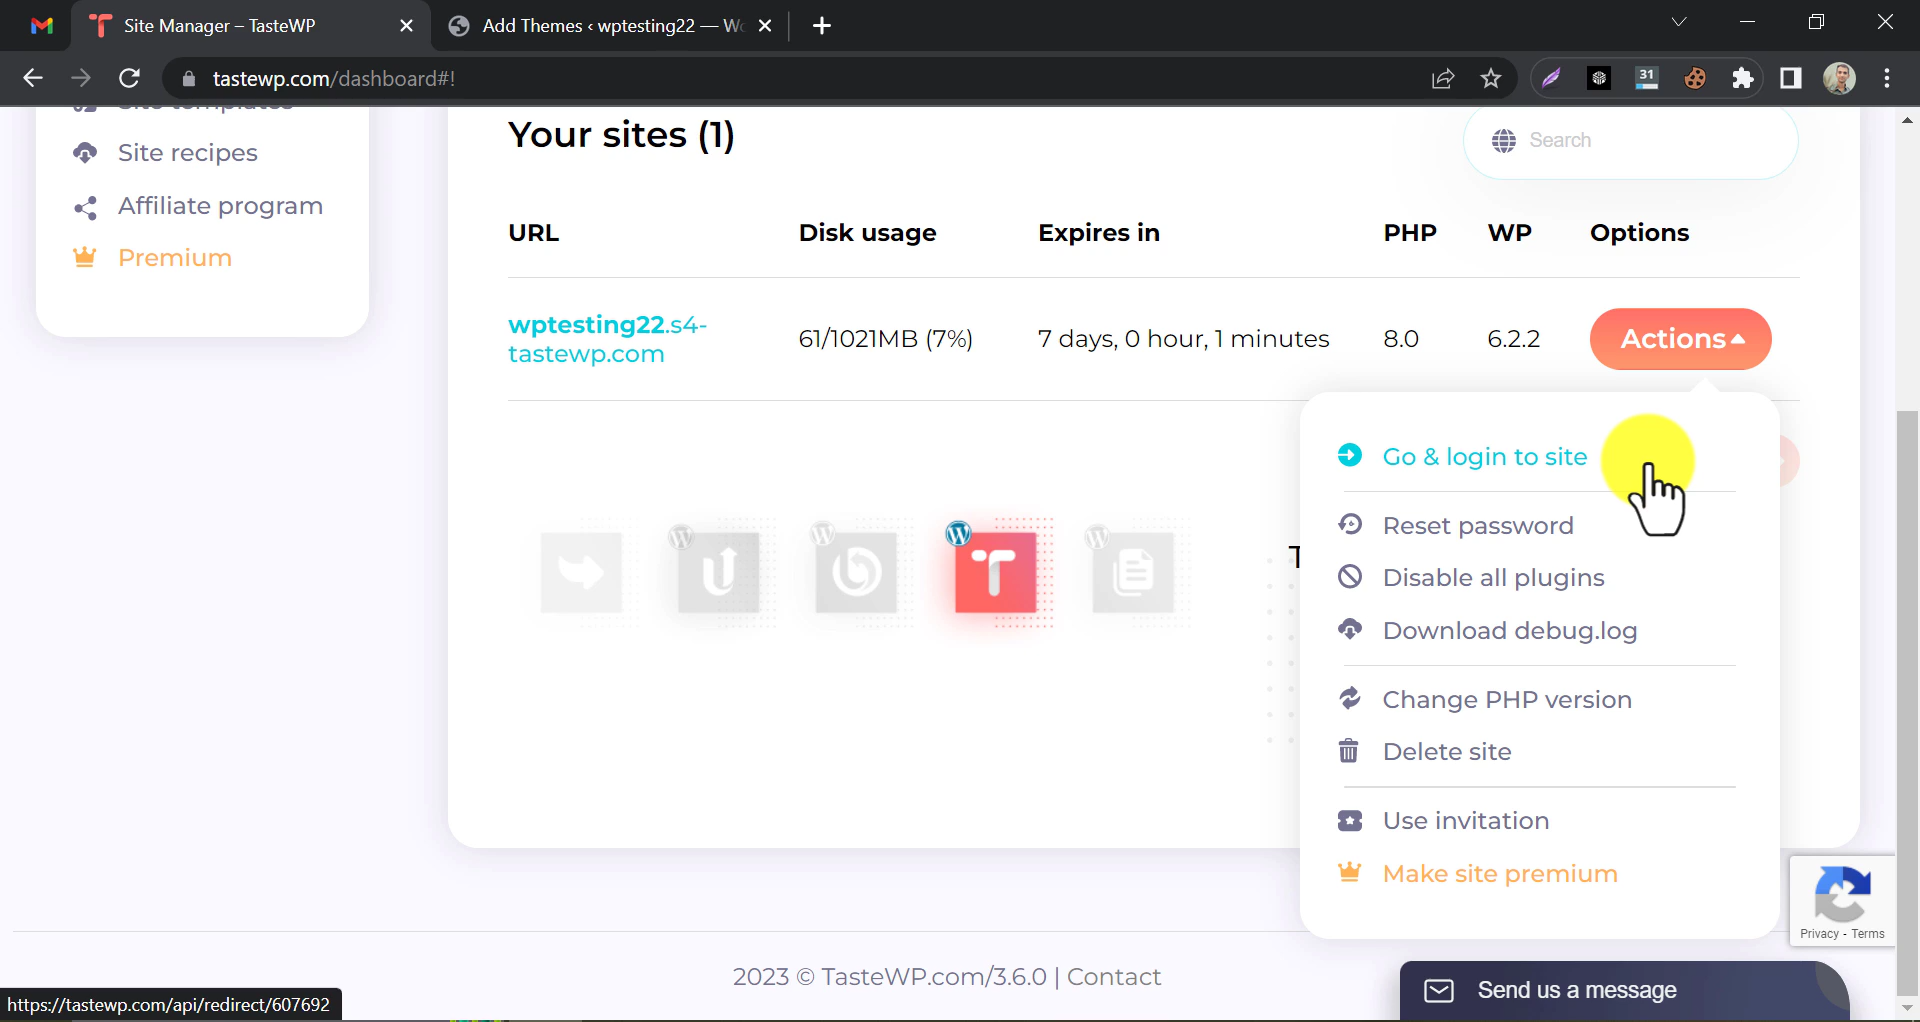 Site Manager – TasteWP
Add Themes ‹ wptesting22 — Wo
tastewp.com/dashboard#!
31
Site templates
Site recipes
Affiliate program
Premium
Your sites (1)
Search
URL Disk usage Expires in PHP WP Options
wptesting22.s4-
tastewp.com
61/1021MB (7%) 7 days, 0 hour, 1 minutes 8.0 6.2.2 Actions
Go & login to site
Reset password
Disable all plugins
Download debug.log
Change PHP version
Delete site
Use invitation
Make site premium
Privacy - Terms
2023 © TasteWP.com/3.6.0 | Contact
Send us a message
https://tastewp.com/api/redirect/607692